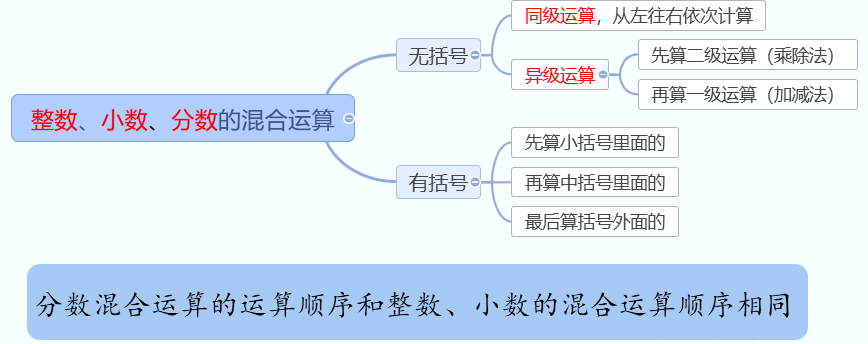 整数、小数、分数的混合运算
无括号
同级运算，从左往右依次计算
异级运算
先算二级运算（乘除法）
再算一级运算（加减法）
有括号
先算小括号里面的
再算中括号里面的
最后算括号外面的
分数混合运算的运算顺序和整数、小数的混合运算顺序相同